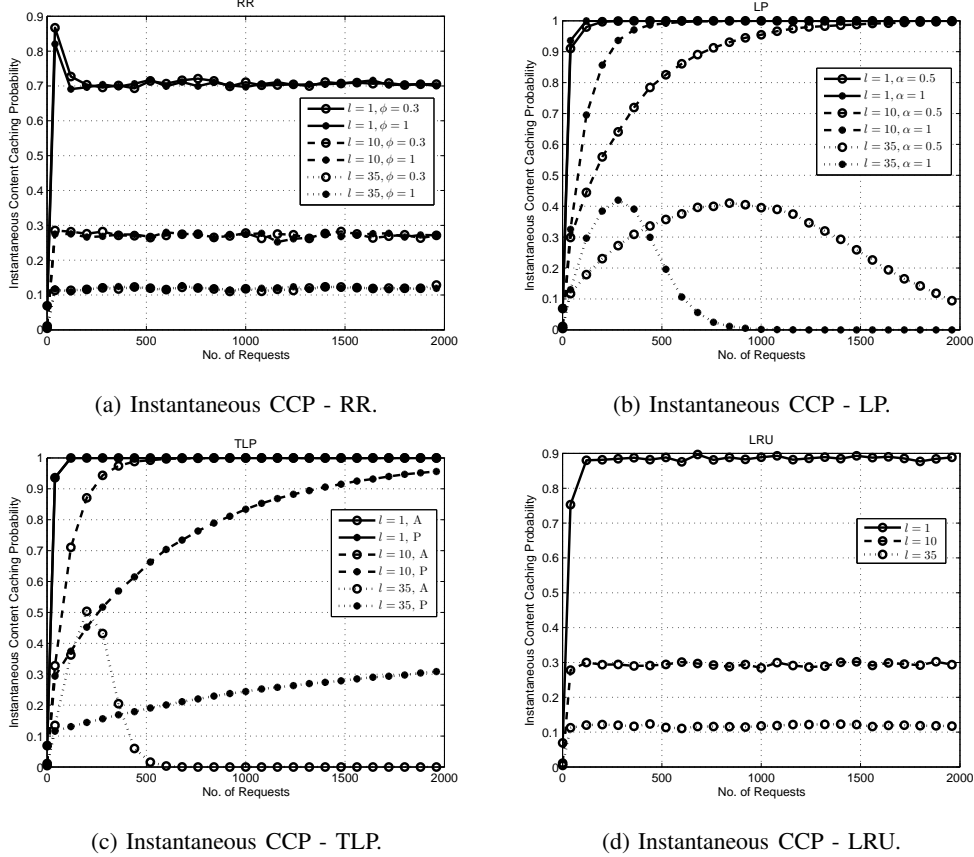 RR
Instantaneous Content Caching Probability
1
0.9
0.8
0.7
0.6
0.5
0.4
0.3
0.2
0.1
0
0 500 1000 1500 2000
No. of Requests
l = 1, ϕ = 0.3
l = 1, ϕ = 1
l = 10, ϕ = 0.3
l = 10, ϕ = 1
l = 35, ϕ = 0.3
l = 35, ϕ = 1
(a) Instantaneous CCP - RR.
LP
Instantaneous Content Caching Probability
1
0.9
0.8
0.7
0.6
0.5
0.4
0.3
0.2
0.1
0
0 500 1000 1500 2000
No. of Requests
l = 1, α = 0.5
l = 1, α = 1
l = 10, α = 0.5
l = 10, α = 1
l = 35, α = 0.5
l = 35, α = 1
(b) Instantaneous CCP - LP.
TLP
Instantaneous Content Caching Probability
1
0.9
0.8
0.7
0.6
0.5
0.4
0.3
0.2
0.1
0
0 500 1000 1500 2000
No. of Requests
l = 1, A
l = 1, P
l = 10, A
l = 10, P
l = 35, A
l = 35, P
(c) Instantaneous CCP - TLP.
LRU
Instantaneous Content Caching Probability
0.9
0.8
0.7
0.6
0.5
0.4
0.3
0.2
0.1
0
0 500 1000 1500 2000
No. of Requests
l = 1
l = 10
l = 35
(d) Instantaneous CCP - LRU.